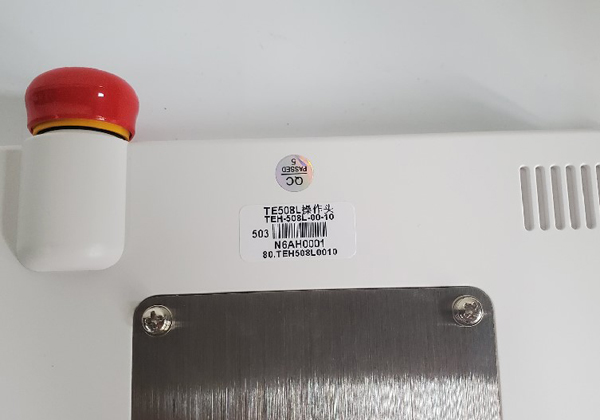 QC
PASSED
5
TE508L操作头
TEH-508L-00-10
503
N6AH0001
80.TEH508L0010